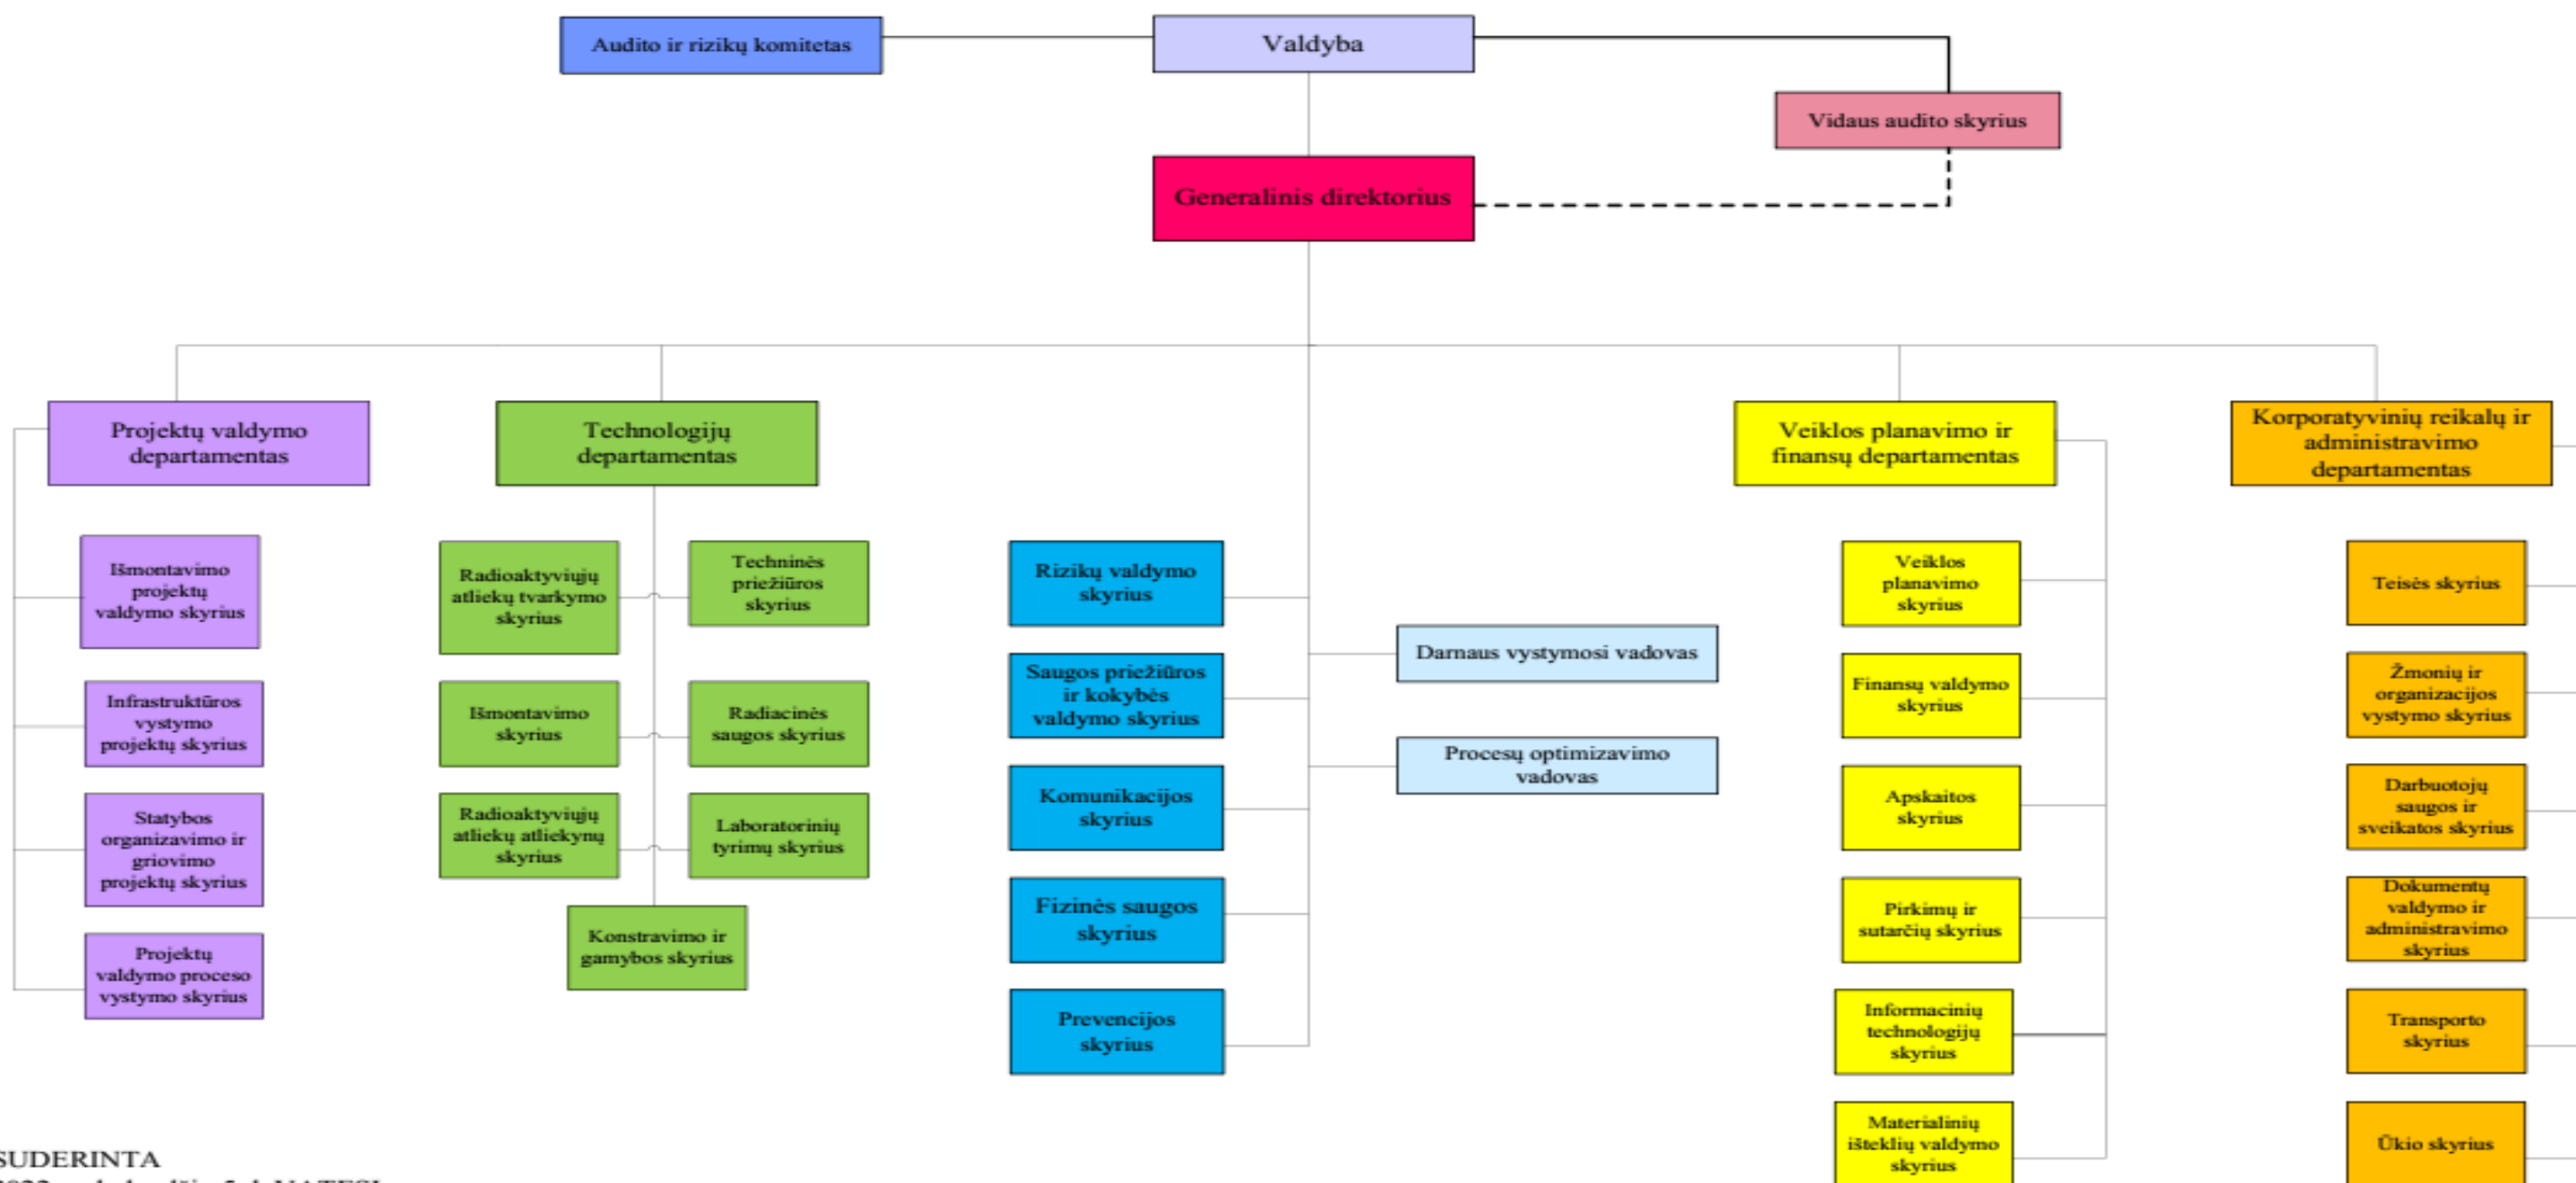 Audito ir rizikų komitetas
Valdyba
Vidaus audito skyrius
Generalinis direktorius
Projektų valdymo
departamentas
Išmontavimo
projektų
valdymo skyrius
Infrastruktūros
vystymo
projektų skyrius
Statybos
organizavimo ir
griovimo
projektų skyrius
Projektų
valdymo proceso
vystymo skyrius
Technologijų
departamentas
Radioaktyviųjų
atliekų tvarkymo
skyrius
Techninės
priežiūros
skyrius
Išmontavimo
skyrius
Radiacinės
saugos skyrius
Radioaktyviųjų
atliekų atliekynų
skyrius
Laboratorinių
tyrimų skyrius
Konstravimo ir
gamybos skyrius
Rizikų valdymo
skyrius
Saugos priežiūros
ir kokybės
valdymo skyrius
Komunikacijos
skyrius
Fizinės saugos
skyrius
Prevencijos
skyrius
Darnaus vystymosi vadovas
Procesų optimizavimo
vadovas
Veiklos planavimo ir
finansų departamentas
Veiklos
planavimo
skyrius
Finansų valdymo
skyrius
Apskaitos
skyrius
Pirkimų ir
sutarčių skyrius
Informacinių
technologijų
skyrius
Materialinių
išteklių valdymo
skyrius
Korporatyvinių reikalų ir
administravimo
departamentas
Teisės skyrius
Žmonių ir
organizacijos
vystymo skyrius
Darbuotojų
saugos ir
sveikatos skyrius
Dokumentų
valdymo ir
administravimo
skyrius
Transporto
skyrius
Ūkio skyrius
SUDERINTA